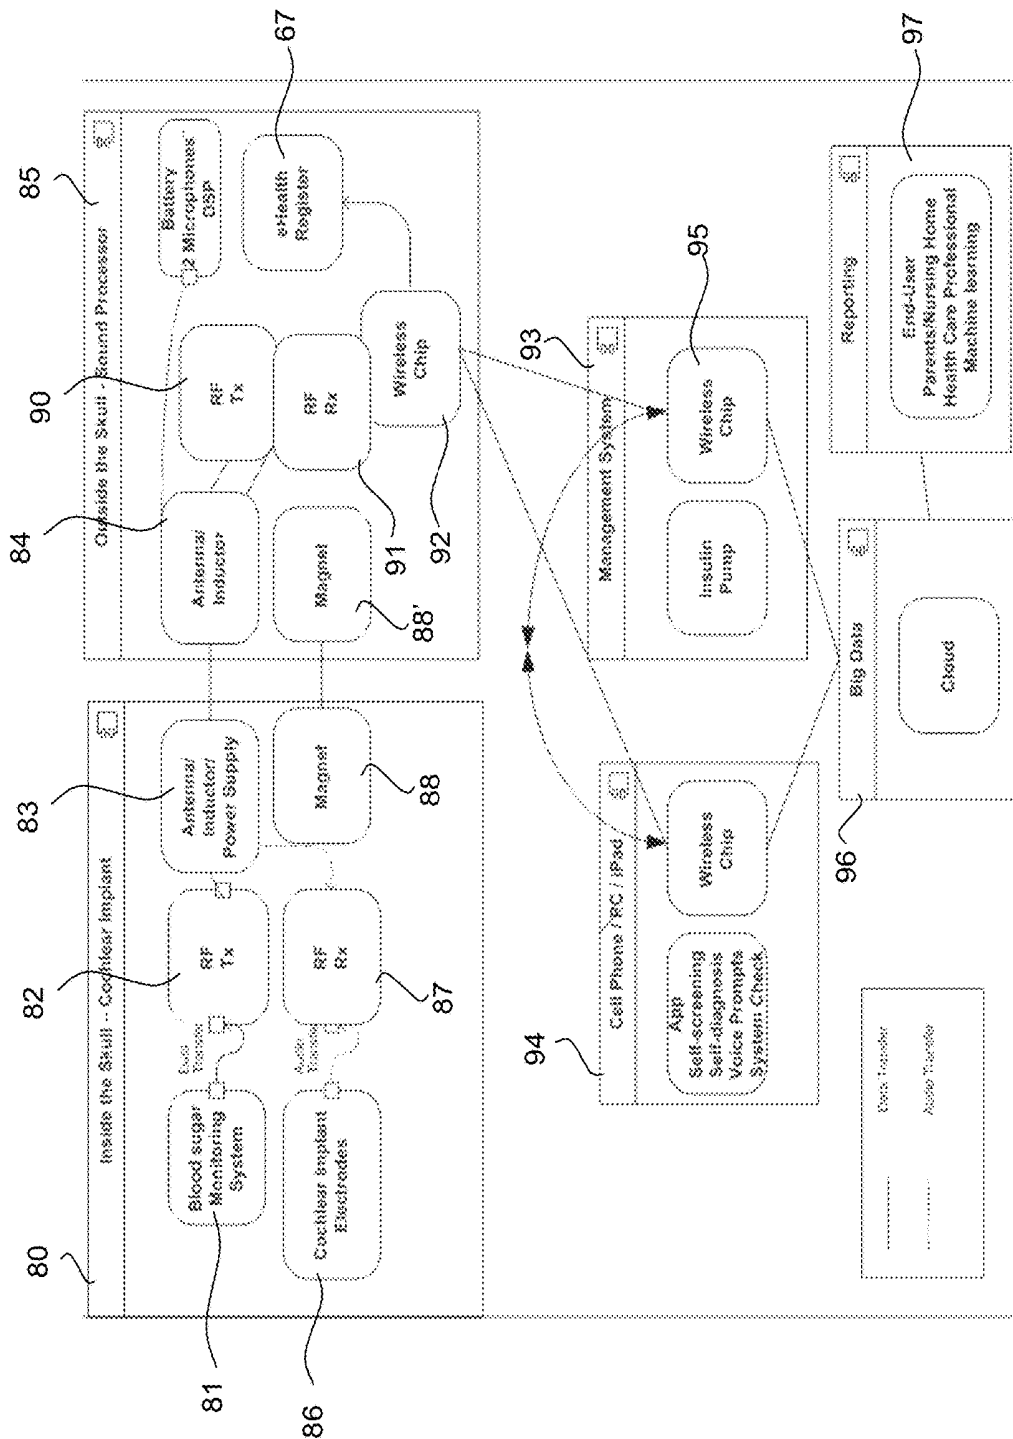 80
Inside the Skull -- Cochlear Implant
81
Blood sugar
Monitoring
System
Data
Transfer
82
RF
Tx
83
Antenna/
Inductor/
Power Supply
86
Cochlear Implant
Electrodes
Audio
Transfer
87
RF
Rx
88
Magnet
85
Outside the Skull - Sound Processor
84
Antenna/
Inductor
90
RF
Tx
Battery
2 Microphones
DSP
88'
Magnet
91
RF
Rx
92
Wireless
Chip
67
eHealth
Register
94
Cell Phone / PC / iPad
App
Self-screening
Self-diagnosis
Voice Prompts
System Check
Wireless
Chip
93
Management System
Insulin
Pump
95
Wireless
Chip
96
Big Data
Cloud
97
Reporting
End-User
Parents/Nursing Home
Health Care Professional
Machine learning
Data Transfer
Audio Transfer